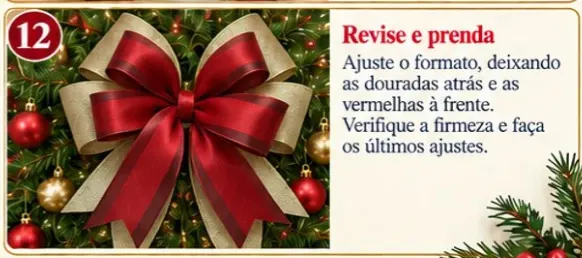 12
Revise e prenda
Ajuste o formato, deixando
as douradas atrás e as
vermelhas à frente.
Verifique a firmeza e faça
os últimos ajustes.